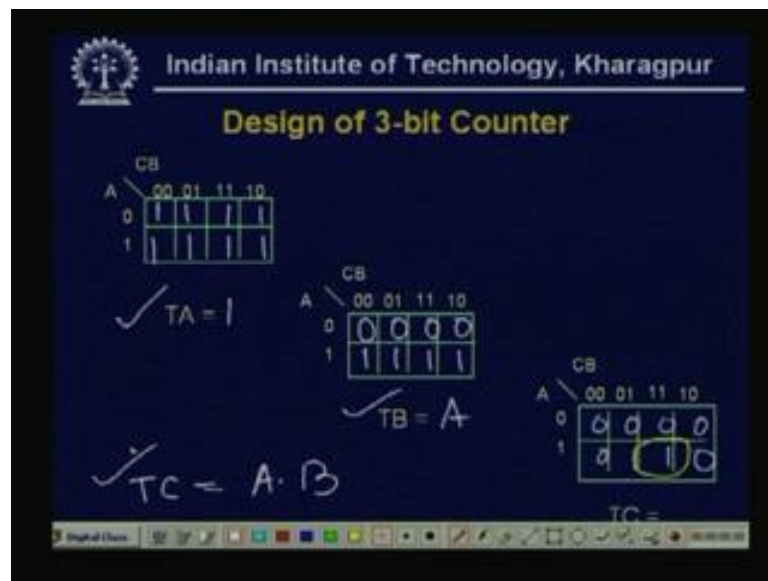 Indian Institute of Technology, Kharagpur
Design of 3-bit Counter
CB
A 00 01 11 10
0 1 1 1 1
1 1 1 1 1
TA = 1
CB
A 00 01 11 10
0 0 0 0 0
1 1 1 1 1
TB = A
CB
A 00 01 11 10
0 0 0 0 0
1 0 1 1 0
TC = A . B
TC =